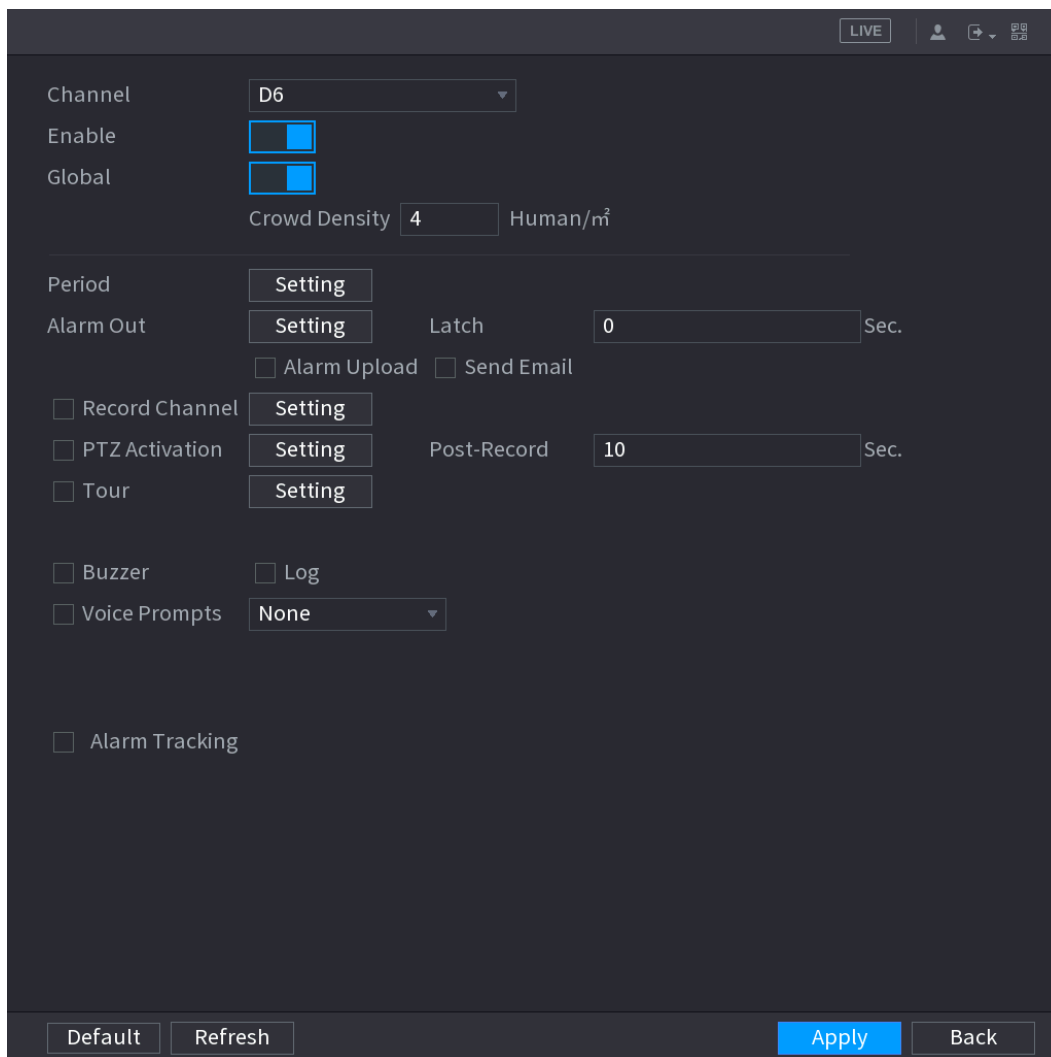 LIVE
Channel D6
Enable
Global
Crowd Density 4 Human/㎡
Period Setting
Alarm Out Setting Latch 0 Sec.
Alarm Upload Send Email
Record Channel Setting
PTZ Activation Setting Post-Record 10 Sec.
Tour Setting
Buzzer Log
Voice Prompts None
Alarm Tracking
Default Refresh Apply Back